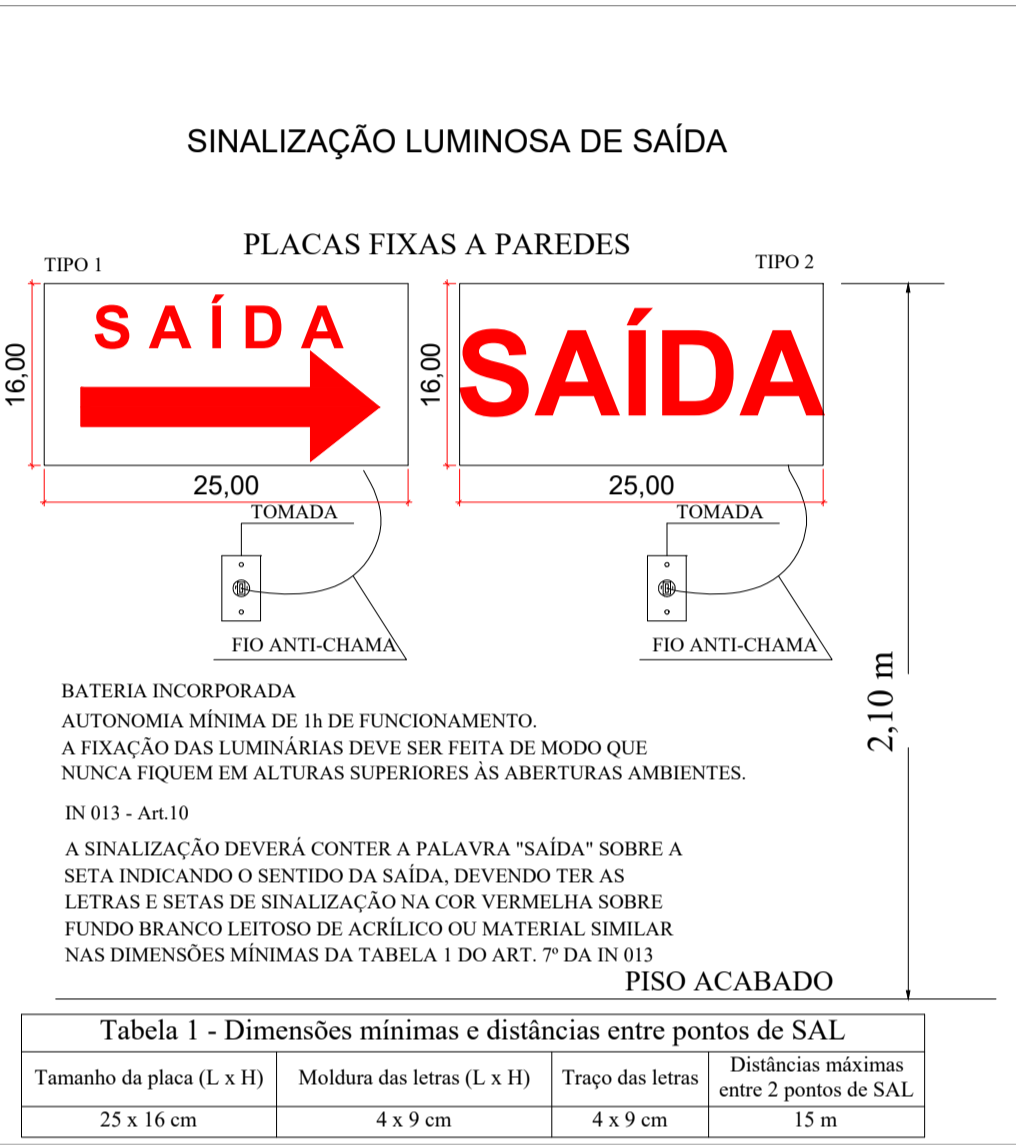 SINALIZAÇÃO LUMINOSA DE SAÍDA
PLACAS FIXAS A PAREDES
TIPO 1
TIPO 2
SAÍDA
SAÍDA
16,00
16,00
25,00
25,00
TOMADA
TOMADA
FIO ANTI-CHAMA
FIO ANTI-CHAMA
2,10 m
BATERIA INCORPORADA
AUTONOMIA MÍNIMA DE 1h DE FUNCIONAMENTO.
A FIXAÇÃO DAS LUMINÁRIAS DEVE SER FEITA DE MODO QUE
NUNCA FIQUEM EM ALTURAS SUPERIORES ÀS ABERTURAS AMBIENTES.
IN 013 - Art.10
A SINALIZAÇÃO DEVERÁ CONTER A PALAVRA "SAÍDA" SOBRE A
SETA INDICANDO O SENTIDO DA SAÍDA, DEVENDO TER AS
LETRAS E SETAS DE SINALIZAÇÃO NA COR VERMELHA SOBRE
FUNDO BRANCO LEITOSO DE ACRÍLICO OU MATERIAL SIMILAR
NAS DIMENSÕES MÍNIMAS DA TABELA 1 DO ART. 7º DA IN 013
PISO ACABADO
Tabela 1 - Dimensões mínimas e distâncias entre pontos de SAL
Tamanho da placa (L x H)
Moldura das letras (L x H)
Traço das letras
Distâncias máximas
entre 2 pontos de SAL
25 x 16 cm
4 x 9 cm
4 x 9 cm
15 m